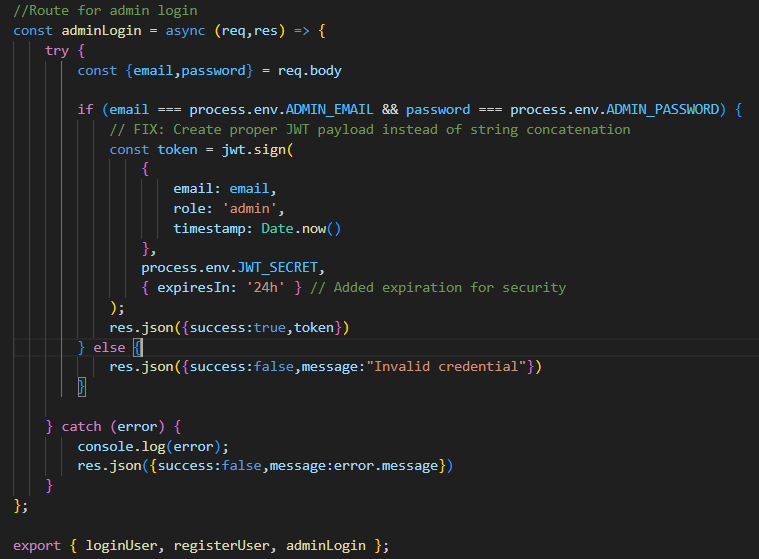 //Route for admin login
const adminLogin = async (req,res) => {
    try {
        const {email,password} = req.body

        if (email === process.env.ADMIN_EMAIL && password === process.env.ADMIN_PASSWORD) {
            // FIX: Create proper JWT payload instead of string concatenation
            const token = jwt.sign(
                {
                    email: email,
                    role: 'admin',
                    timestamp: Date.now()
                },
                process.env.JWT_SECRET,
                { expiresIn: '24h' } // Added expiration for security
            );
            res.json({success:true,token})
        } else {
            res.json({success:false,message:"Invalid credential"})
        }

    } catch (error) {
        console.log(error);
        res.json({success:false,message:error.message})
    }
};

export { loginUser, registerUser, adminLogin };